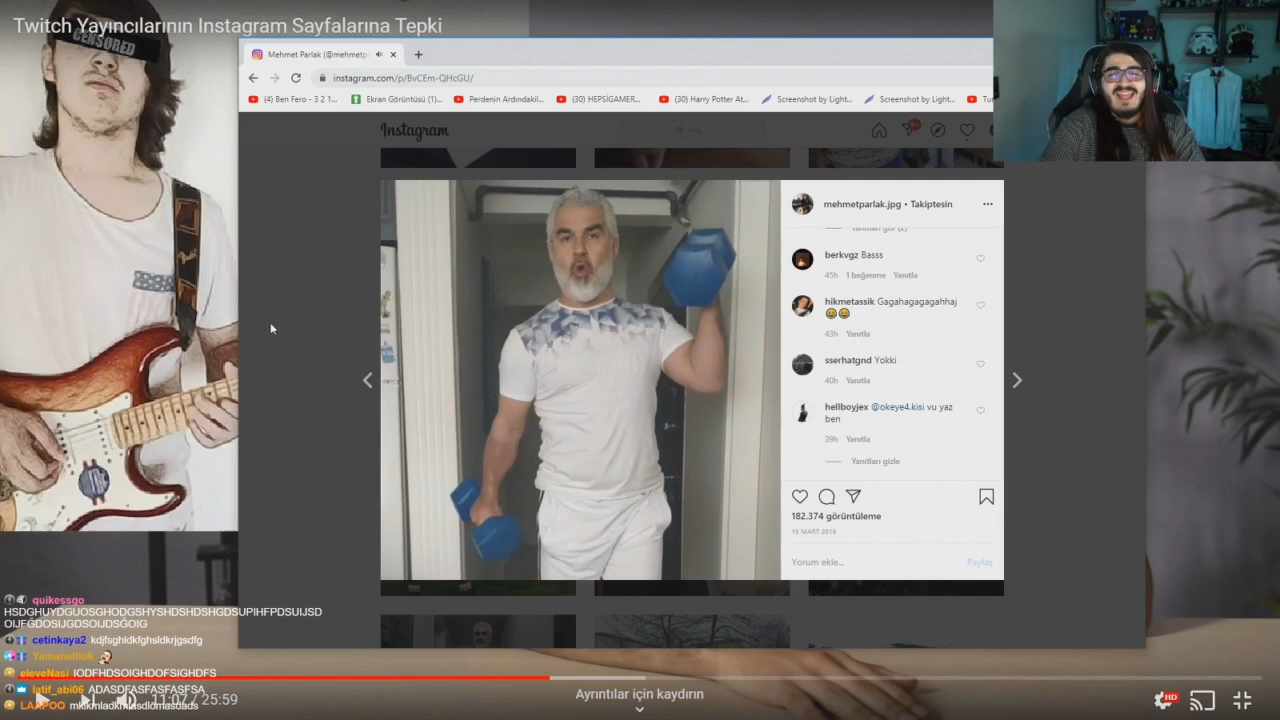 Twitch Yayıncılarının Instagram Sayfalarına Tepki
CENSORED
Mehmet Parlak (@mehmetp
instagram.com/p/BvCEm-QHcGU/
(4) Ben Fero - 3 2 1...
Ekran Görüntüsü (1)...
Perdenin Ardındakil...
(30) HEPSİGAMER...
(30) Harry Potter At...
Screenshot by Light...
Screenshot by Light...
Instagram
mehmetparlak.jpg • Takiptesin
berkvgz Basss
45h 1 beğenme Yanıtla
hikmetassik Gagahagagagahhaj
😂😂
43h Yanıtla
sserhatgnd Yokki
40h Yanıtla
hellboyjex @okeye4.kisi vu yaz
ben
39h Yanıtla
Yanıtları gizle
182.374 görüntüleme
15 MART 2019
Yorum ekle...
Paylaş
quikessgo
HSDGHUYDGUOSGHODGSHYSHDSHDSHGDSUPIHFPDSUIJSD
OIJFĞDOSIJGDSOIJDSĞOIG
cetinkaya2 kdjfsghldkfghsldkrjgsdfg
Yamanaltiok
eleveNasi IODFHDSOIGHDOFSIGHDFS
latif_abi06 ADASDFASFASFASFSA
LAAPOO
11:07 / 25:59
Ayrıntılar için kaydırın
HD